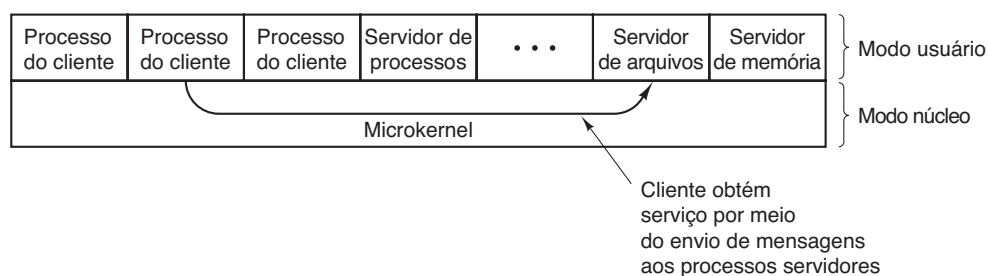 Processo
do cliente
Processo
do cliente
Processo
do cliente
Servidor de
processos
• • •
Servidor
de arquivos
Servidor
de memória
Modo usuário
Microkernel
Modo núcleo
Cliente obtém
serviço por meio
do envio de mensagens
aos processos servidores